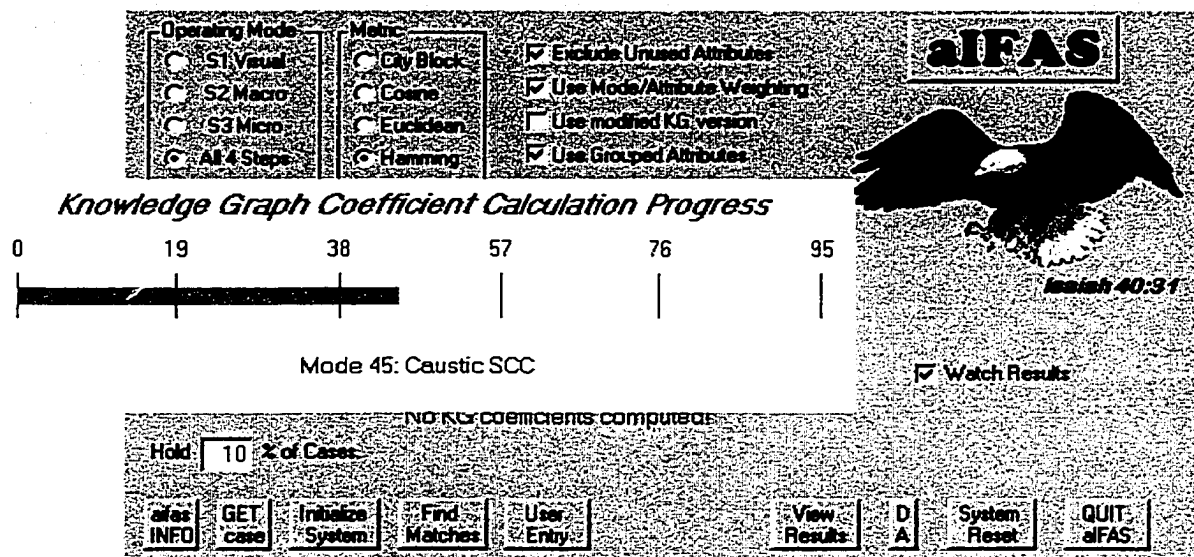 Operating Mode
S1 Visual
S2 Macro
S3 Micro
All 4 Steps
Metric
City Block
Cosine
Euclidean
Hamming
Exclude Unused Attributes
Use Mode/Attribute Weighting
Use modified KG version
Use Grouped Attributes
aIFAS
Isaiah 40:31
Knowledge Graph Coefficient Calculation Progress
0 19 38 57 76 95
Mode 45: Caustic SCC
Watch Results
No KG coefficients computed!
Hold 10 % of Cases
aifas INFO
GET case
Initialize System
Find Matches
User Entry
View Results
D A
System Reset
QUIT aIFAS